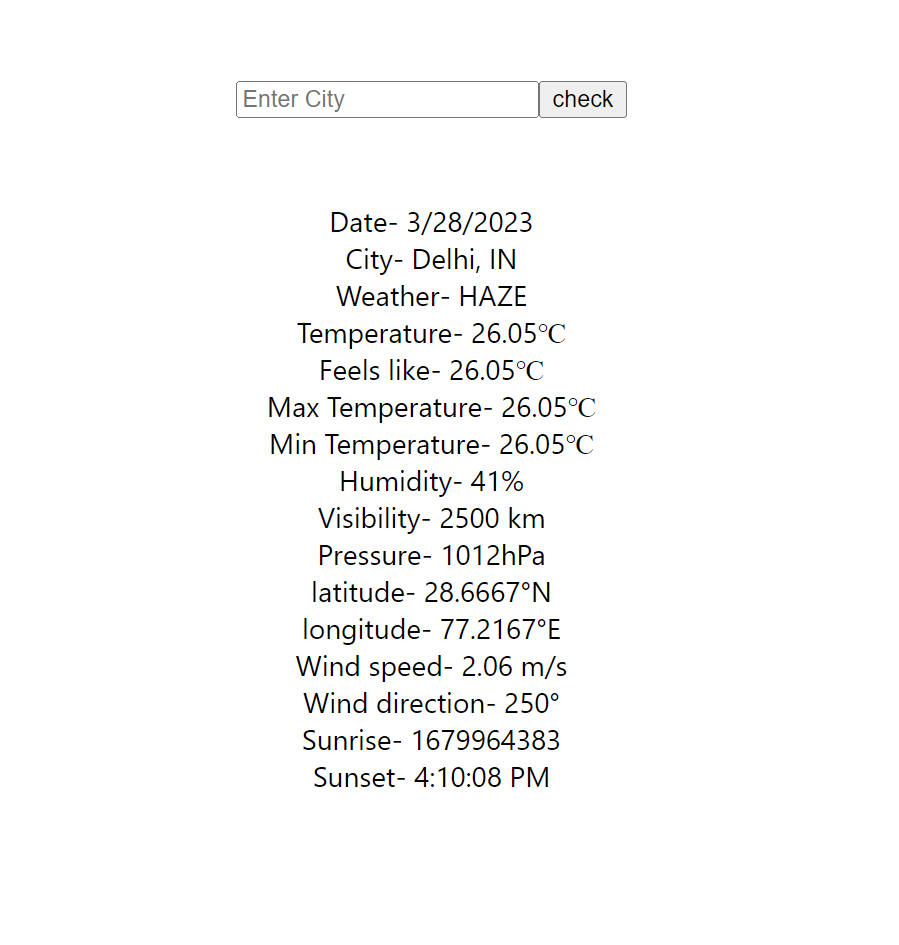 Enter City check
Date- 3/28/2023
City- Delhi, IN
Weather- HAZE
Temperature- 26.05℃
Feels like- 26.05℃
Max Temperature- 26.05℃
Min Temperature- 26.05℃
Humidity- 41%
Visibility- 2500 km
Pressure- 1012hPa
latitude- 28.6667°N
longitude- 77.2167°E
Wind speed- 2.06 m/s
Wind direction- 250°
Sunrise- 1679964383
Sunset- 4:10:08 PM